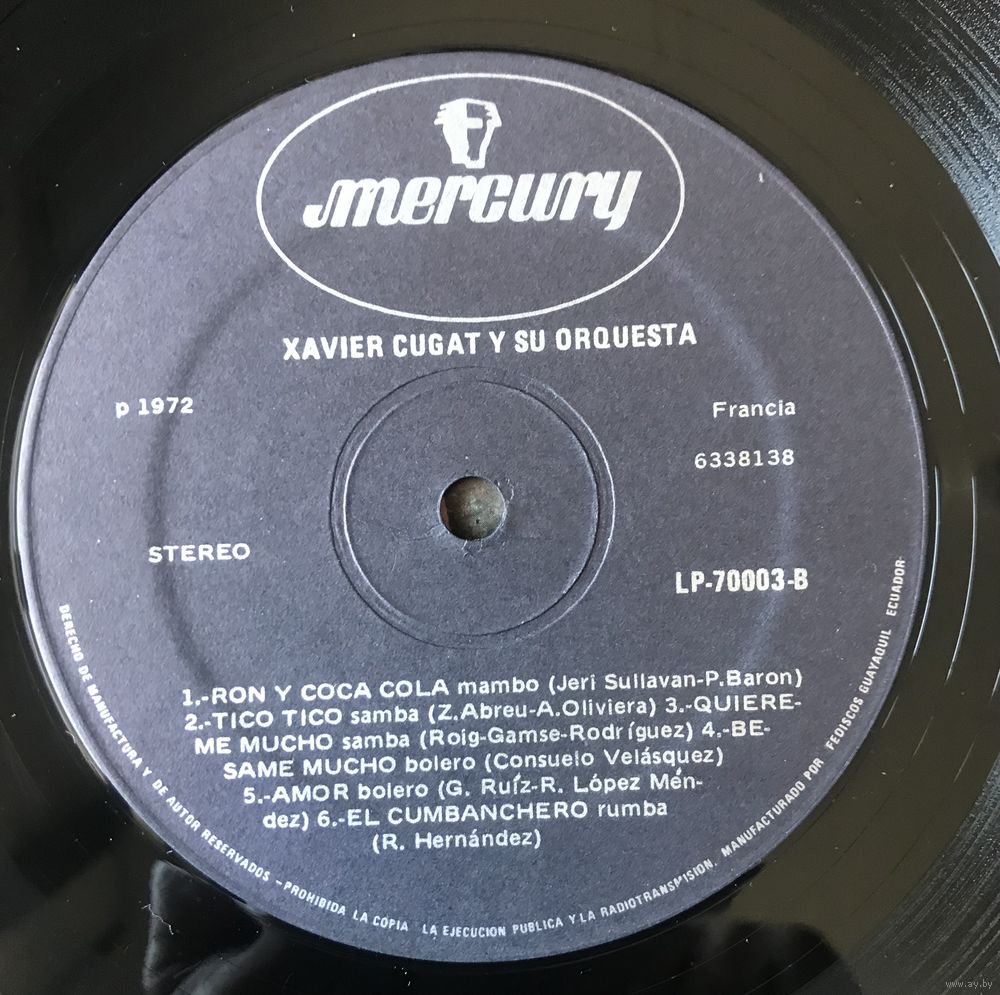 mercury
XAVIER CUGAT Y SU ORQUESTA
p 1972
Francia
6338138
STEREO
LP-70003-B
1,-RON Y COCA COLA mambo (Jeri Sullavan-P.Baron)
2.-TICO TICO samba (Z.Abreu-A.Oliviera) 3.-QUIERE-
ME MUCHO samba (Roig-Gamse-Rodríguez) 4.-BE-
SAME MUCHO bolero (Consuelo Velásquez)
5.-AMOR bolero (G. Ruíz-R. López Mén-
dez) 6.-EL CUMBANCHERO rumba
(R. Hernández)
DERECHO DE MANUFACTURA Y DE AUTOR RESERVADOS -PROHIBIDA LA COPIA LA EJECUCION PUBLICA Y LA RADIOTRANSMISION. MANUFACTURADO POR FEDISCOS GUAYAQUIL ECUADOR-
www.ay.by